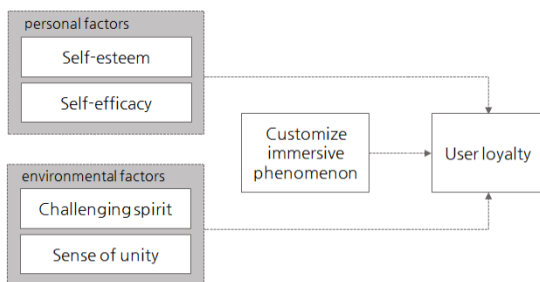 personal factors
Self-esteem
Self-efficacy
Customize
immersive
phenomenon
User loyalty
environmental factors
Challenging spirit
Sense of unity